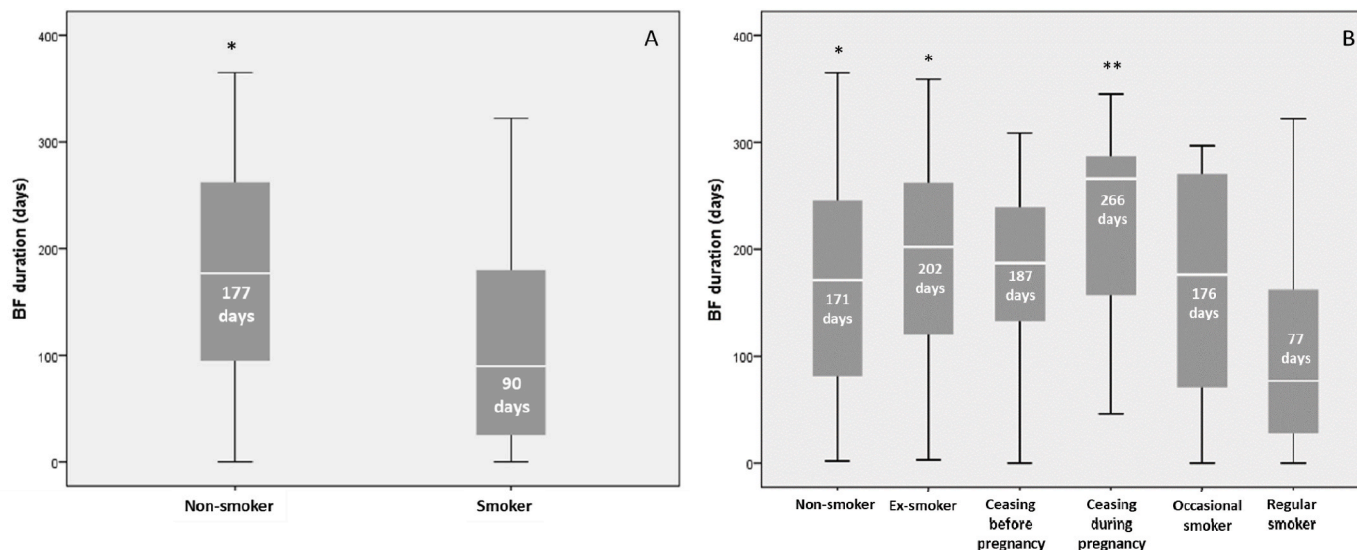 A
*
400
300
200
100
0
BF duration (days)
177
days
90
days
Non-smoker
Smoker
B
*
*
**
400
300
200
100
0
BF duration (days)
171
days
202
days
187
days
266
days
176
days
77
days
Non-smoker
Ex-smoker
Ceasing
before
pregnancy
Ceasing
during
pregnancy
Occasional
smoker
Regular
smoker